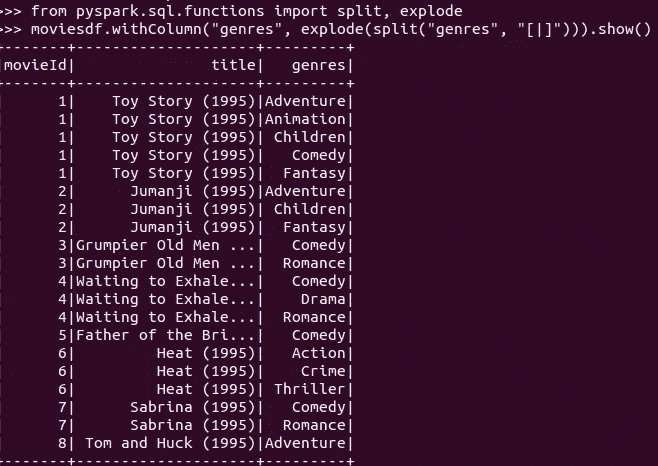 >>> from pyspark.sql.functions import split, explode
>>> moviesdf.withColumn("genres", explode(split("genres", "[|]"))).show()
+-------+--------------------+---------+
|movieId|               title|   genres|
+-------+--------------------+---------+
|      1|    Toy Story (1995)|Adventure|
|      1|    Toy Story (1995)|Animation|
|      1|    Toy Story (1995)| Children|
|      1|    Toy Story (1995)|   Comedy|
|      1|    Toy Story (1995)|  Fantasy|
|      2|      Jumanji (1995)|Adventure|
|      2|      Jumanji (1995)| Children|
|      2|      Jumanji (1995)|  Fantasy|
|      3|Grumpier Old Men ...|   Comedy|
|      3|Grumpier Old Men ...|  Romance|
|      4|Waiting to Exhale...|   Comedy|
|      4|Waiting to Exhale...|    Drama|
|      4|Waiting to Exhale...|  Romance|
|      5|Father of the Bri...|   Comedy|
|      6|         Heat (1995)|   Action|
|      6|         Heat (1995)|    Crime|
|      6|         Heat (1995)| Thriller|
|      7|      Sabrina (1995)|   Comedy|
|      7|      Sabrina (1995)|  Romance|
|      8| Tom and Huck (1995)|Adventure|
+-------+--------------------+---------+